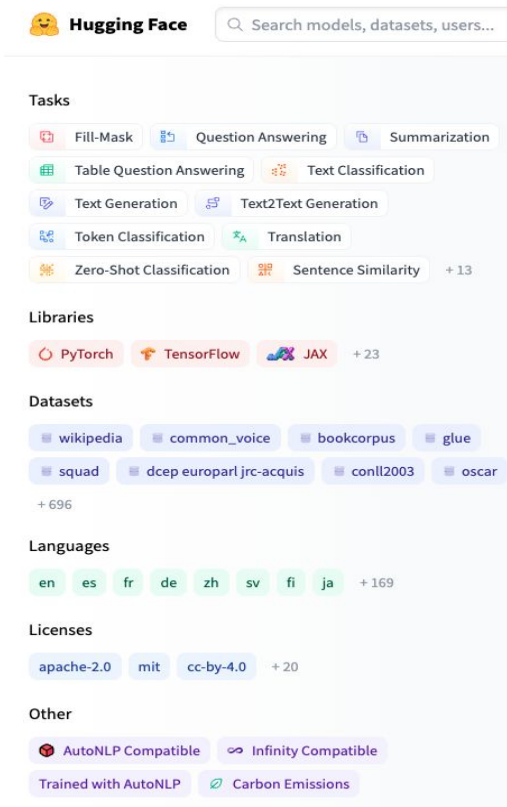 Hugging Face Search models, datasets, users...
Tasks
Fill-Mask Question Answering Summarization
Table Question Answering Text Classification
Text Generation Text2Text Generation
Token Classification Translation
Zero-Shot Classification Sentence Similarity + 13
Libraries
PyTorch TensorFlow JAX + 23
Datasets
wikipedia common_voice bookcorpus glue
squad dcep europarl jrc-acquis conll2003 oscar
+ 696
Languages
en es fr de zh sv fi ja + 169
Licenses
apache-2.0 mit cc-by-4.0 + 20
Other
AutoNLP Compatible Infinity Compatible
Trained with AutoNLP Carbon Emissions